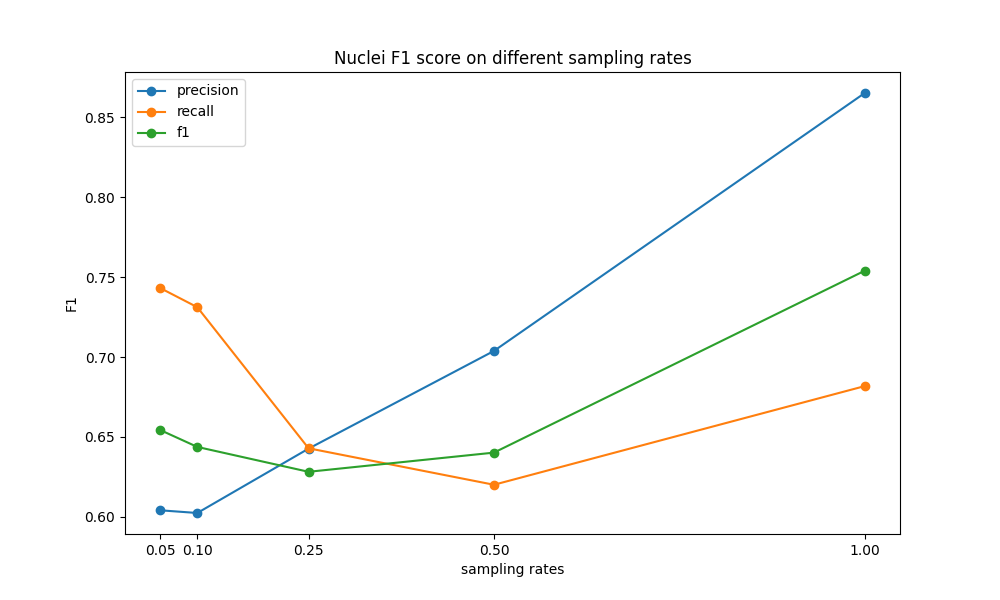 Nuclei F1 score on different sampling rates
precision
recall
f1
0.85
0.80
0.75
0.70
0.65
0.60
F1
0.05 0.10 0.25 0.50 1.00
sampling rates